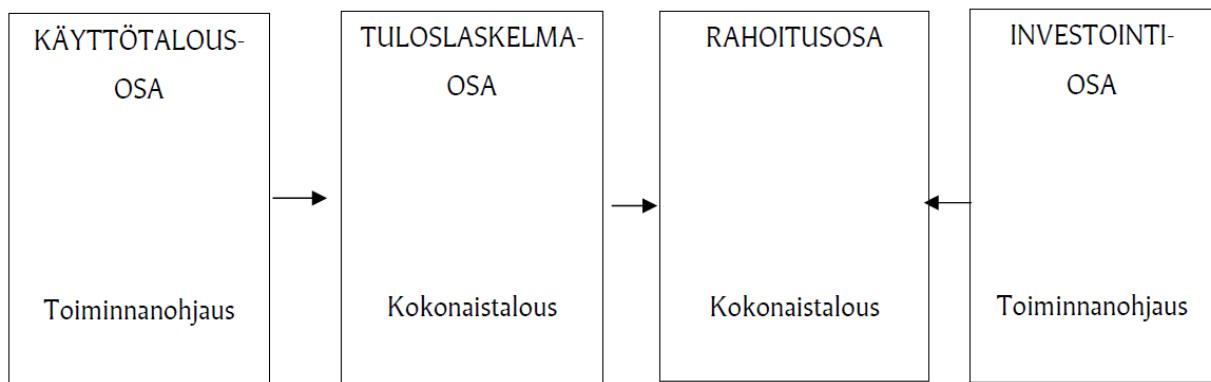 KÄYTTÖTALOUS-
OSA
Toiminnanohjaus
TULOSLASKELMA-
OSA
Kokonaistalous
RAHOITUSOSA
Kokonaistalous
INVESTOINTI-
OSA
Toiminnanohjaus